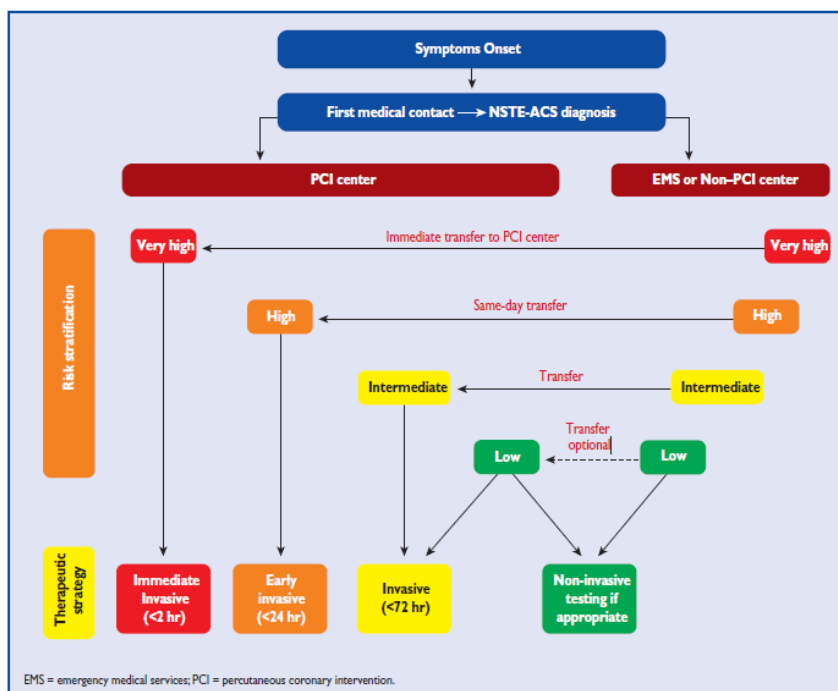 Symptoms Onset
First medical contact → NSTE-ACS diagnosis
PCI center
EMS or Non–PCI center
Risk stratification
Very high
Immediate transfer to PCI center
Very high
High
Same-day transfer
High
Intermediate
Transfer
Intermediate
Transfer
optional
Low
Low
Therapeutic
strategy
Immediate
Invasive
(<2 hr)
Early
invasive
(<24 hr)
Invasive
(<72 hr)
Non-invasive
testing if
appropriate
EMS = emergency medical services; PCI = percutaneous coronary intervention.